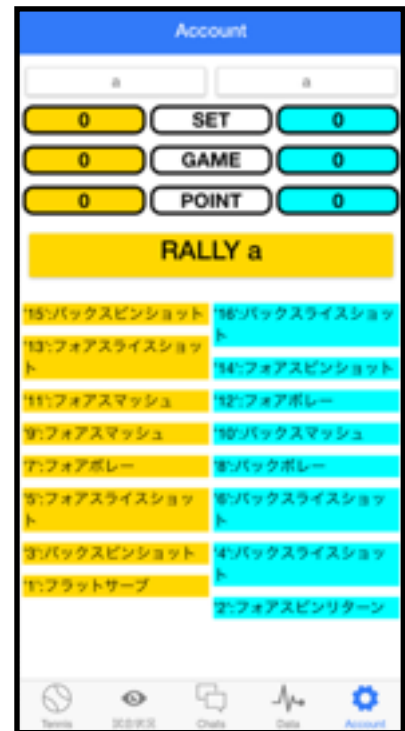 Account
a a
0 SET 0
0 GAME 0
0 POINT 0
RALLY a
'15':バックスピンショット
'13':フォアスライスショッ
ト
'11':フォアスマッシュ
'9':フォアスマッシュ
'7':フォアボレー
'5':フォアスライスショッ
ト
'3':バックスピンショット
'1':フラットサーブ
'16':バックスライスショッ
ト
'14':フォアスピンショット
'12':フォアボレー
'10':バックスマッシュ
'8':バックボレー
'6':バックスライスショッ
ト
'4':バックスライスショッ
ト
'2':フォアスピンリターン
Tennis 試合状況 Chats Data Account